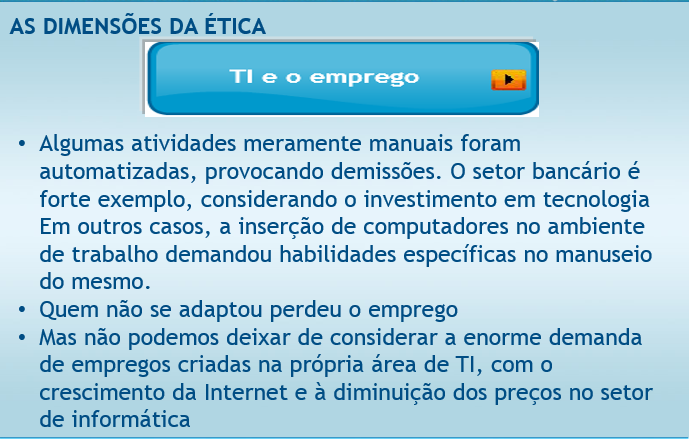 AS DIMENSÕES DA ÉTICA
TI e o emprego
• Algumas atividades meramente manuais foram
automatizadas, provocando demissões. O setor bancário é
forte exemplo, considerando o investimento em tecnologia
Em outros casos, a inserção de computadores no ambiente
de trabalho demandou habilidades específicas no manuseio
do mesmo.
• Quem não se adaptou perdeu o emprego
• Mas não podemos deixar de considerar a enorme demanda
de empregos criadas na própria área de TI, com o
crescimento da Internet e à diminuição dos preços no setor
de informática